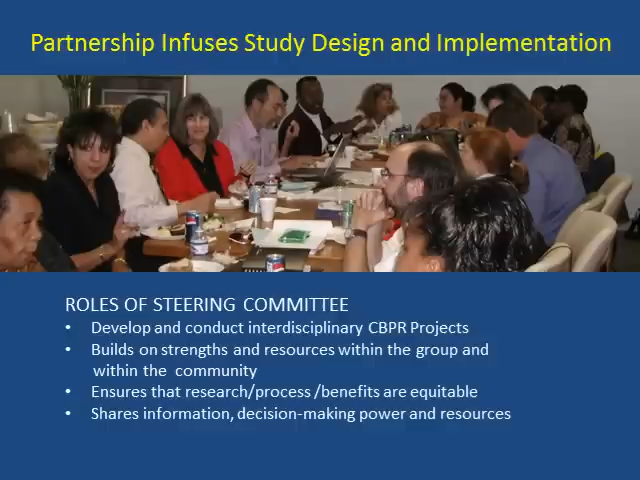 Partnership Infuses Study Design and Implementation
ROLES OF STEERING COMMITTEE
• Develop and conduct interdisciplinary CBPR Projects
• Builds on strengths and resources within the group and
within the community
• Ensures that research/process /benefits are equitable
• Shares information, decision-making power and resources